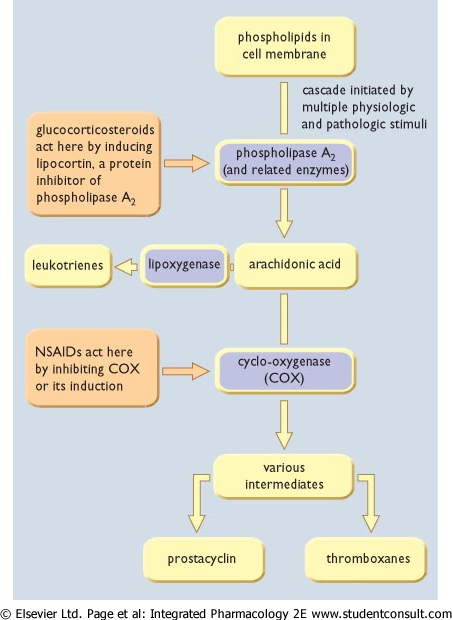 phospholipids in
cell membrane
cascade initiated by
multiple physiologic
and pathologic stimuli
glucocorticosteroids
act here by inducing
lipocortin, a protein
inhibitor of
phospholipase A₂
phospholipase A₂
(and related enzymes)
leukotrienes
lipoxygenase
arachidonic acid
NSAIDs act here
by inhibiting COX
or its induction
cyclo-oxygenase
(COX)
various
intermediates
prostacyclin
thromboxanes
© Elsevier Ltd. Page et al: Integrated Pharmacology 2E www.studentconsult.com